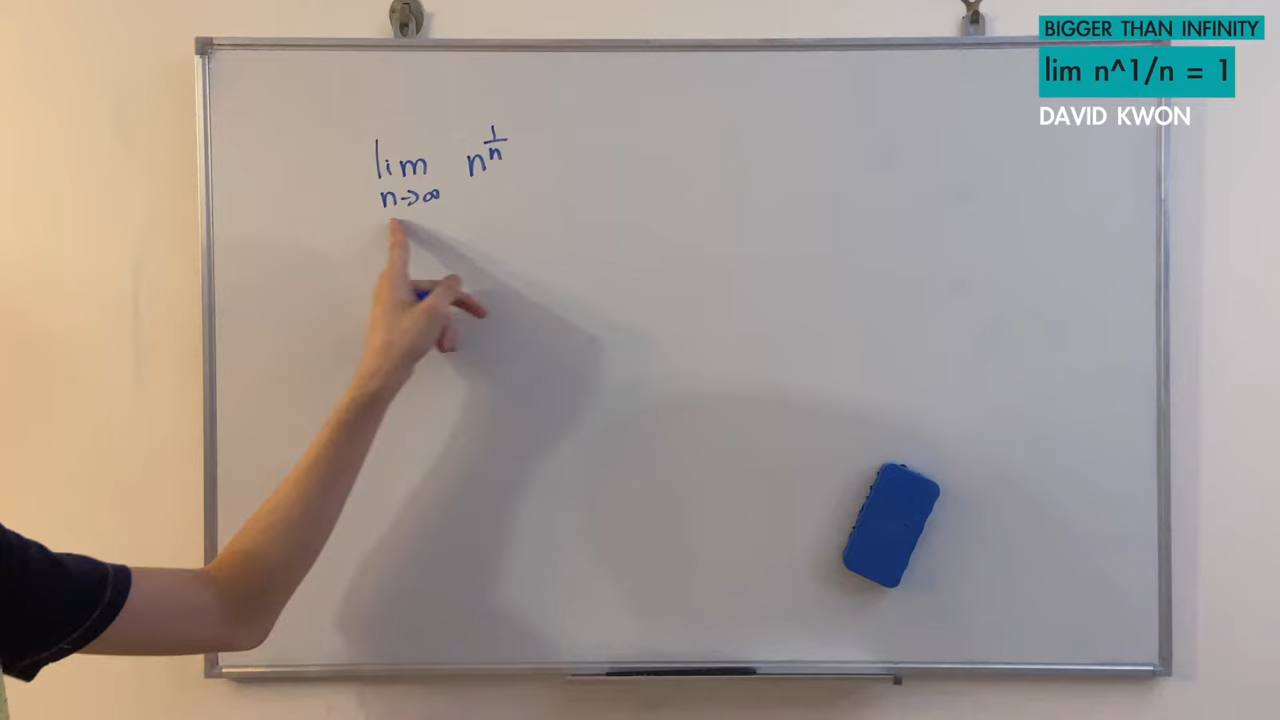 BIGGER THAN INFINITY
lim n^1/n = 1
DAVID KWON
lim n^{1/n}
n→∞